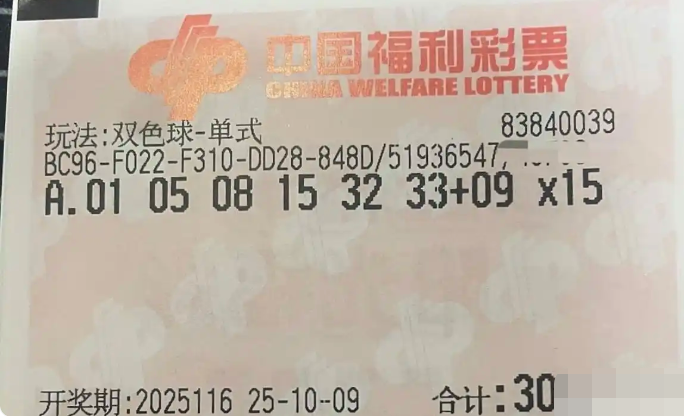 中国福利彩票
CHINA WELFARE LOTTERY
玩法:双色球-单式 83840039
BC96-F022-F310-DD28-848D/51936547/
A.01 05 08 15 32 33+09 x15
开奖期:2025116 25-10-09 合计:30